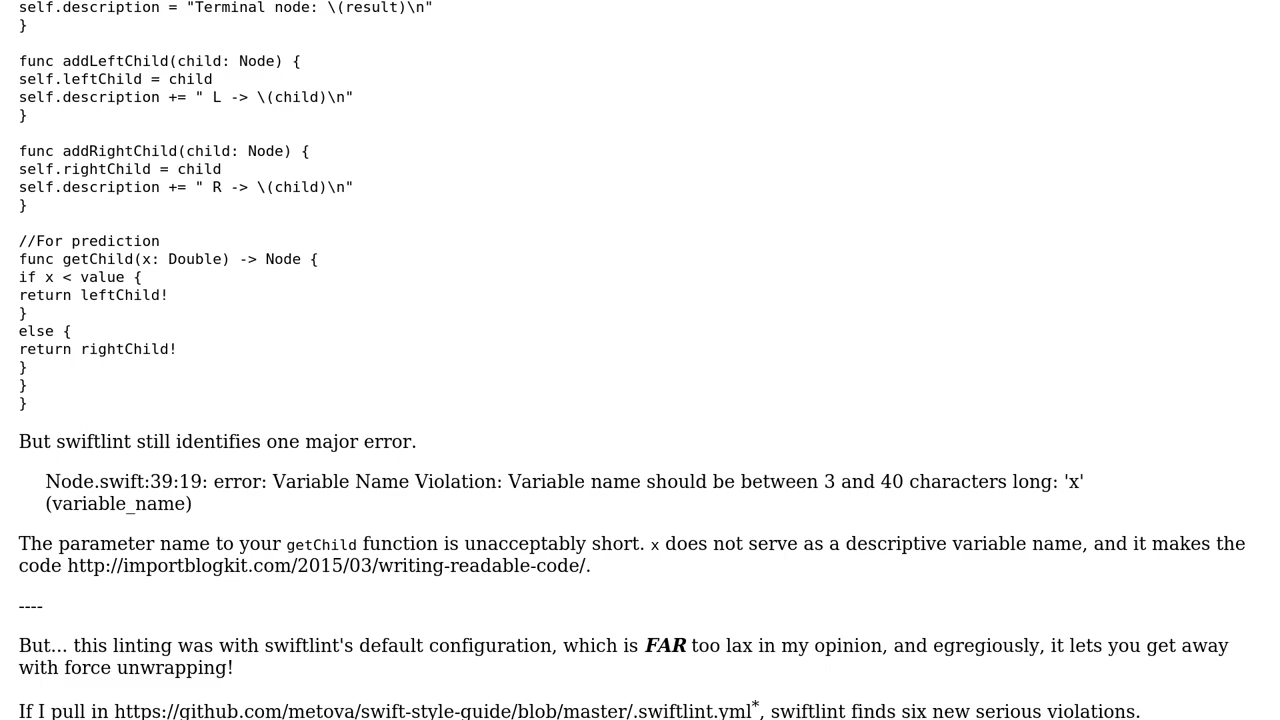 self.description = "Terminal node: \(result)\n"
}
func addLeftChild(child: Node) {
self.leftChild = child
self.description += " L -> \(child)\n"
}
func addRightChild(child: Node) {
self.rightChild = child
self.description += " R -> \(child)\n"
}
//For prediction
func getChild(x: Double) -> Node {
if x < value {
return leftChild!
}
else {
return rightChild!
}
}
}
But swiftlint still identifies one major error.
Node.swift:39:19: error: Variable Name Violation: Variable name should be between 3 and 40 characters long: 'x'
(variable_name)
The parameter name to your getChild function is unacceptably short. x does not serve as a descriptive variable name, and it makes the
code http://importblogkit.com/2015/03/writing-readable-code/.
----
But... this linting was with swiftlint's default configuration, which is FAR too lax in my opinion, and egregiously, it lets you get away
with force unwrapping!
If I pull in https://github.com/metova/swift-style-guide/blob/master/.swiftlint.yml*, swiftlint finds six new serious violations.